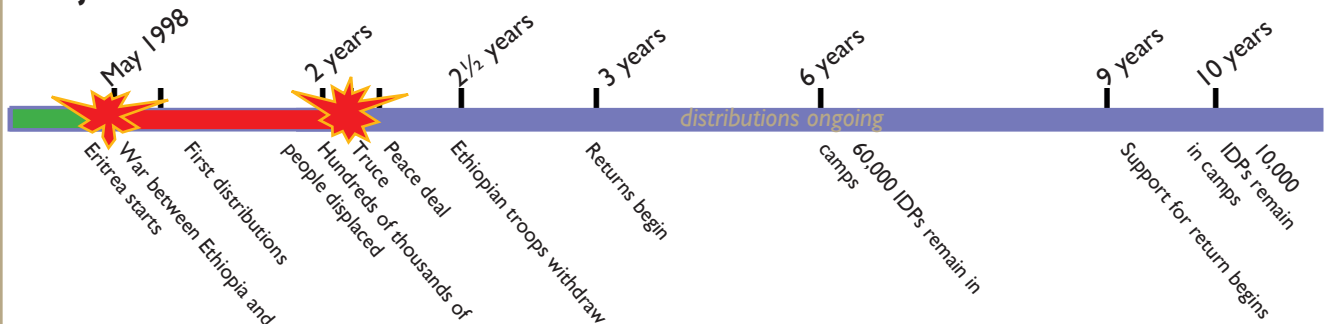 May 1998
2 years
2½ years
3 years
6 years
9 years
10 years
distributions ongoing
War between Ethiopia and
Eritrea starts
First distributions
Hundreds of thousands of
people displaced
Truce
Peace deal
Ethiopian troops withdraw
Returns begin
60,000 IDPs remain in
camps
Support for return begins
10,000
IDPs remain
in camps